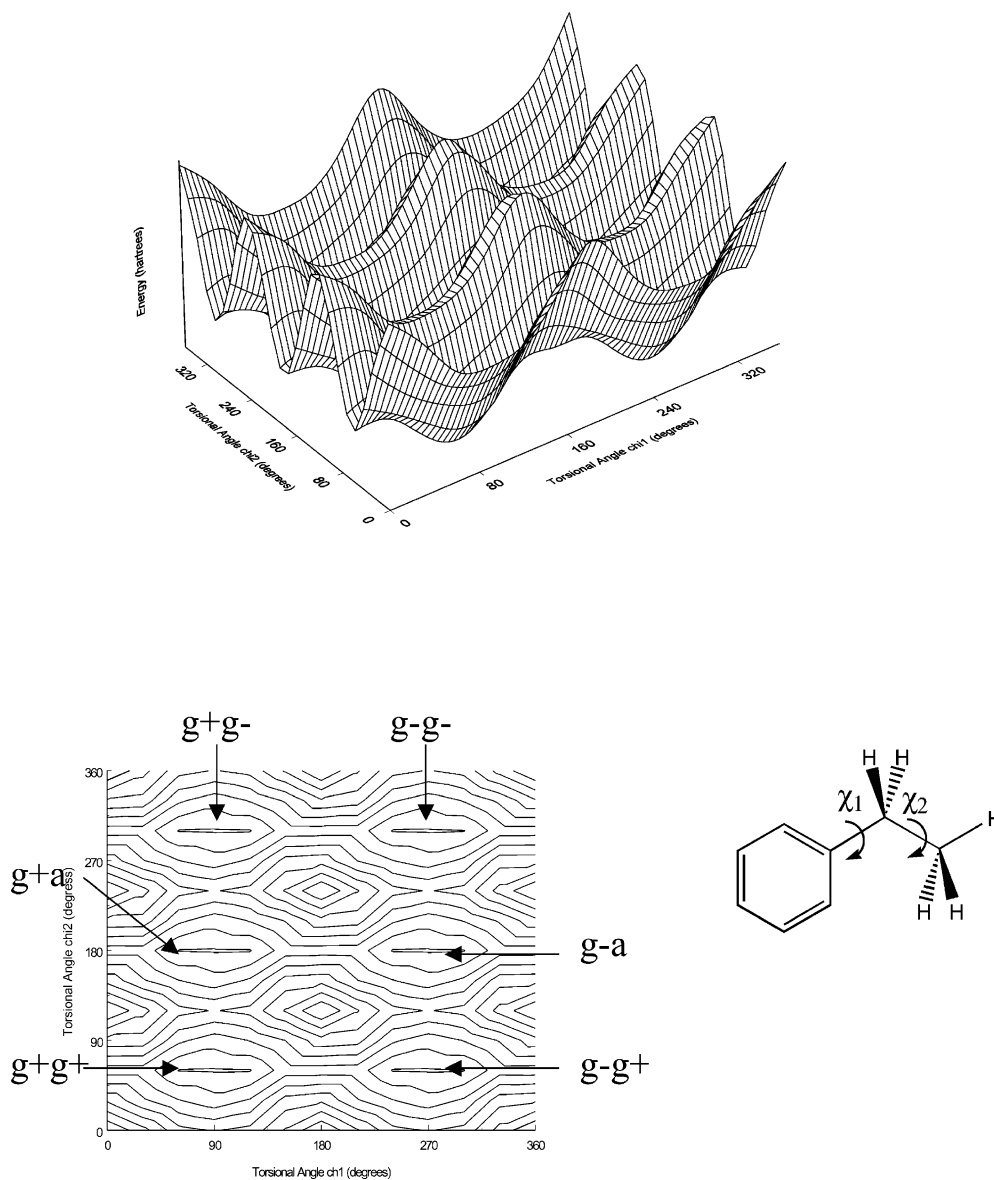 Energy (hartrees)
320
240
160
80
0
Torsional Angle chi2 (degrees)
0
80
160
240
320
Torsional Angle chi1 (degrees)
g+g-
g-g-
g+a
g-a
g+g+
g-g+
360
270
180
90
0
Torsional Angle chi2 (degress)
0
90
180
270
360
Torsional Angle ch1 (degrees)
H
H
χ1
χ2
H
H
H